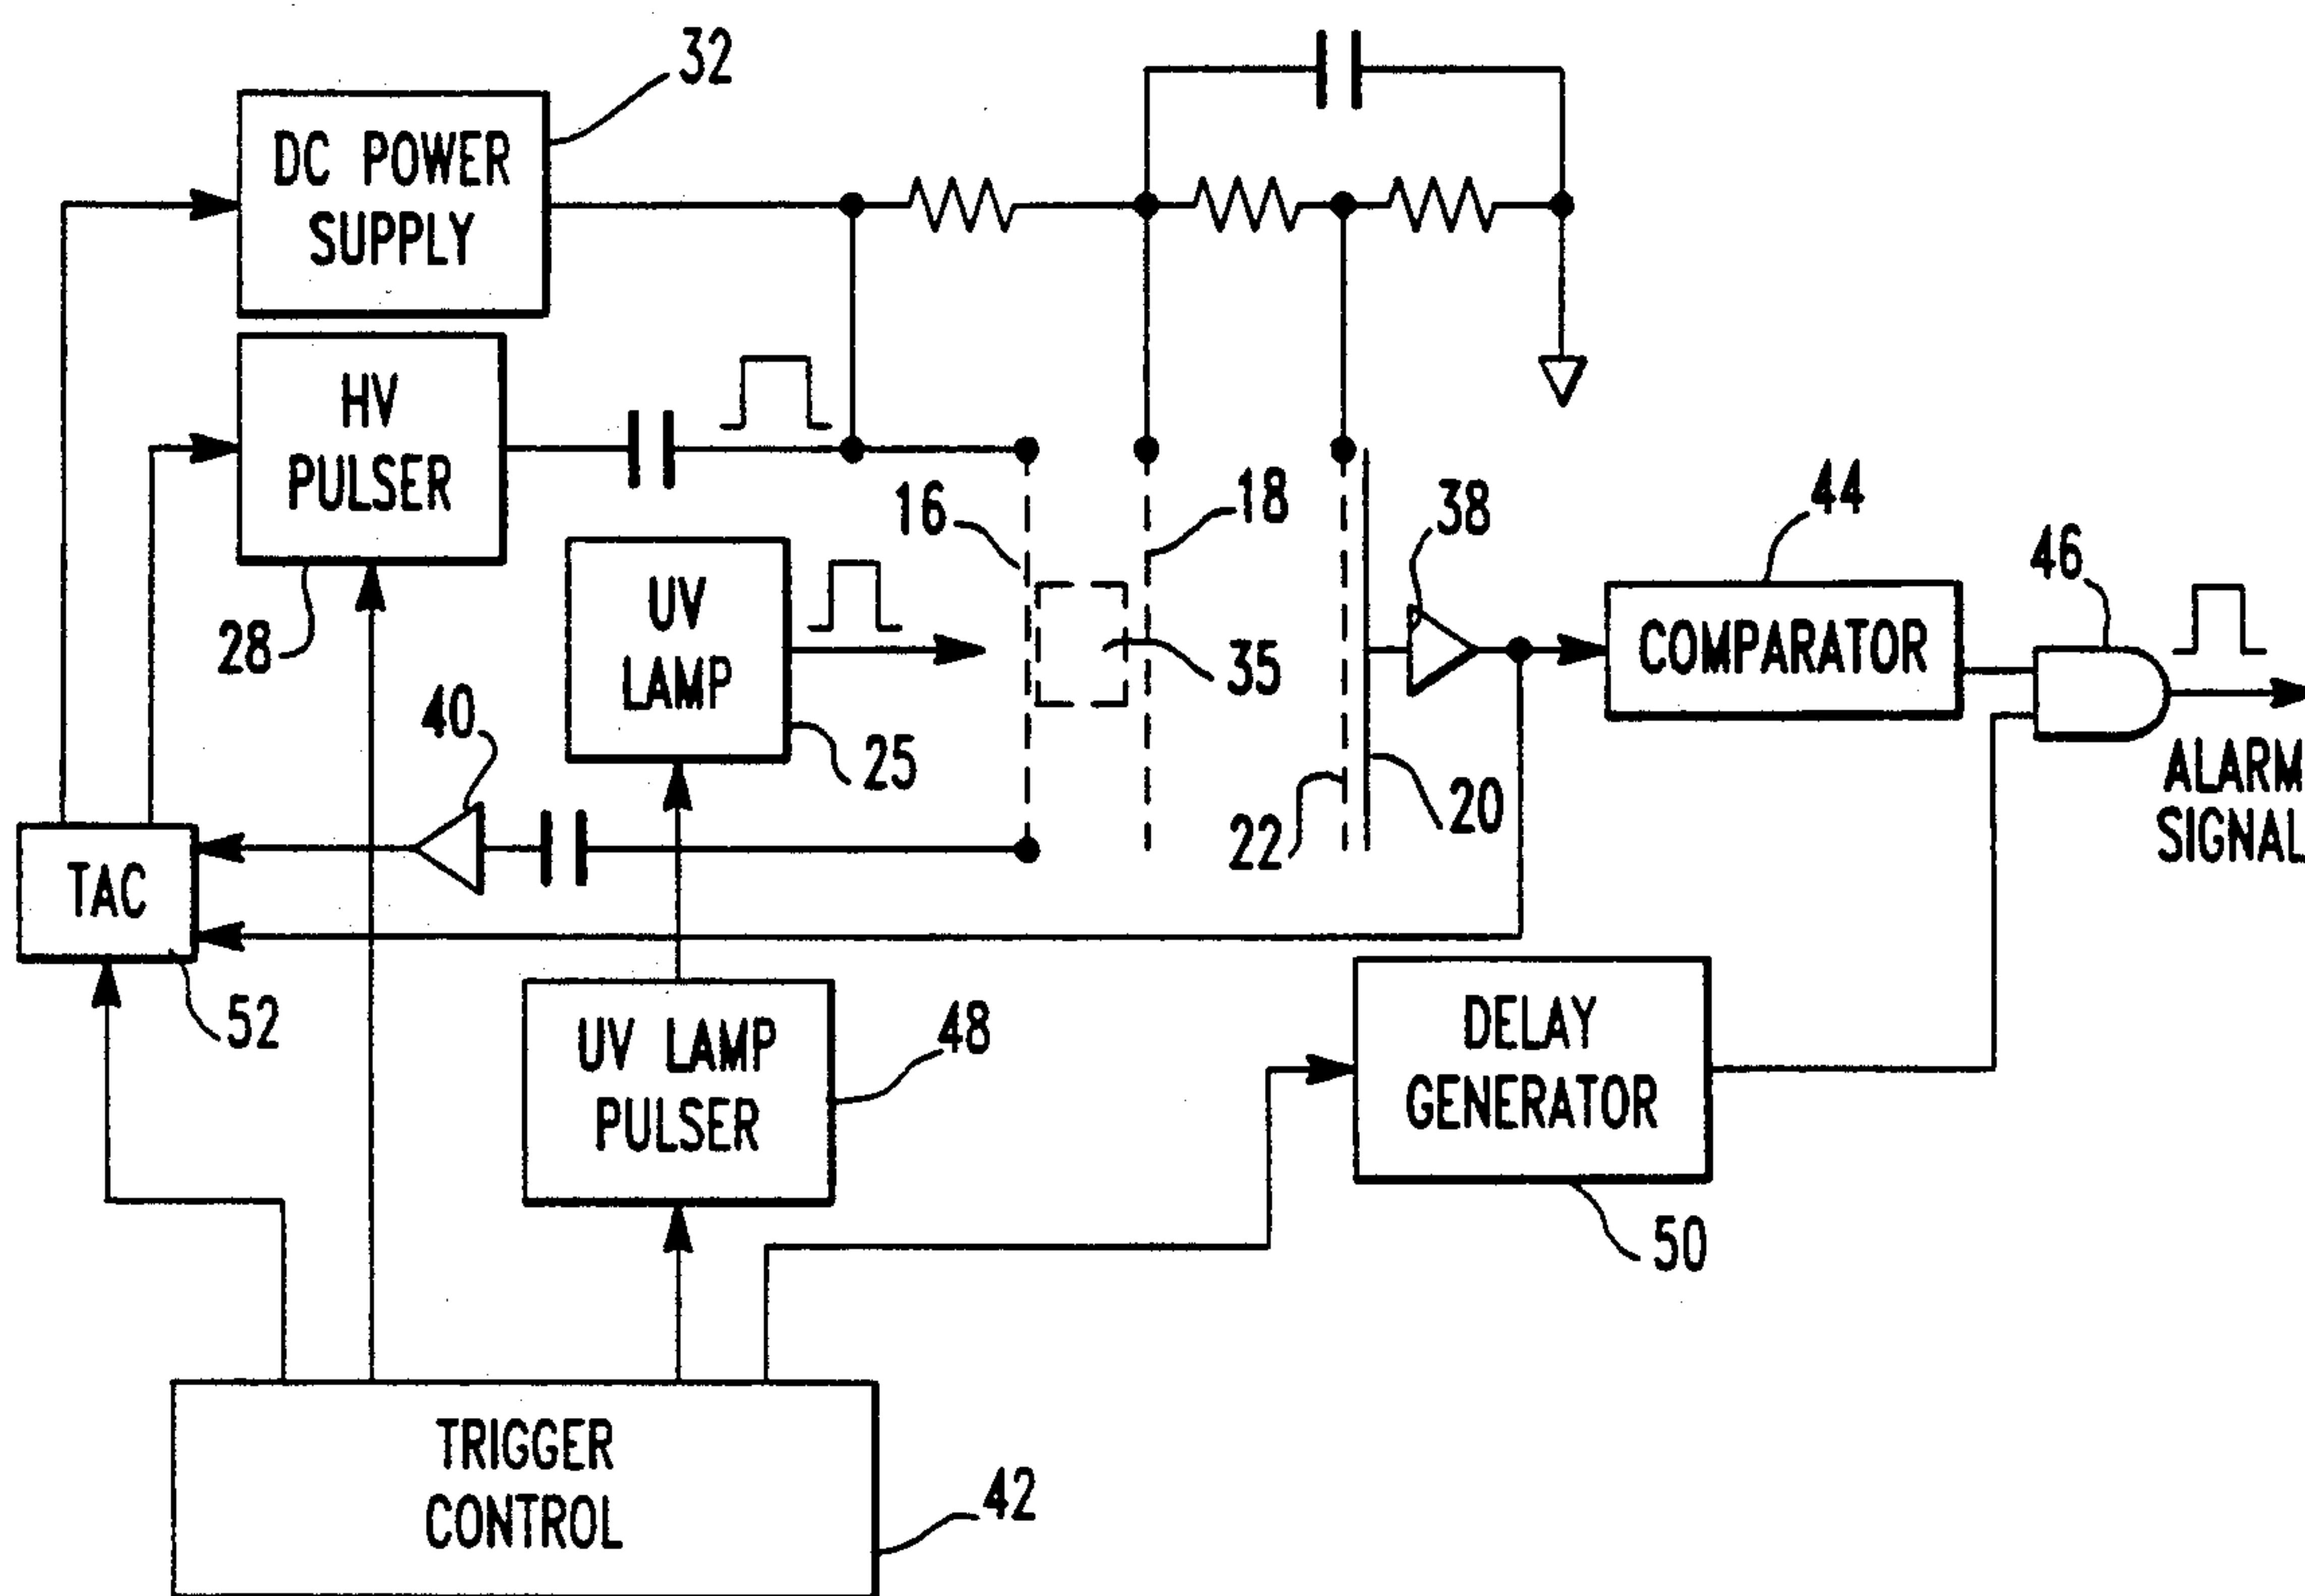 32
DC POWER
SUPPLY
HV
PULSER
28
16
18
38
44
46
UV
LAMP
25
35
COMPARATOR
40
22
20
ALARM
SIGNAL
TAC
52
UV LAMP
PULSER
48
DELAY
GENERATOR
50
TRIGGER
CONTROL
42